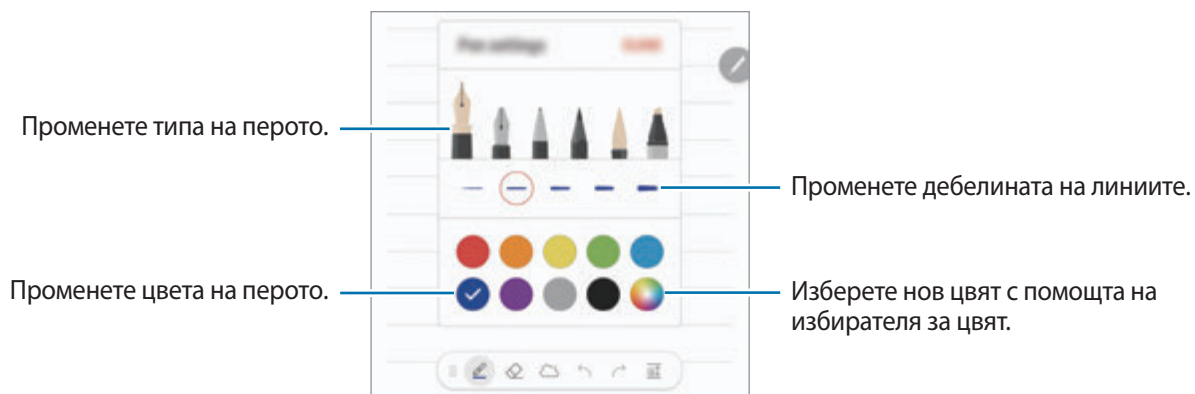 Променете типа на перото.
Променете дебелината на линиите.
Променете цвета на перото.
Изберете нов цвят с помощта на
избирателя за цвят.